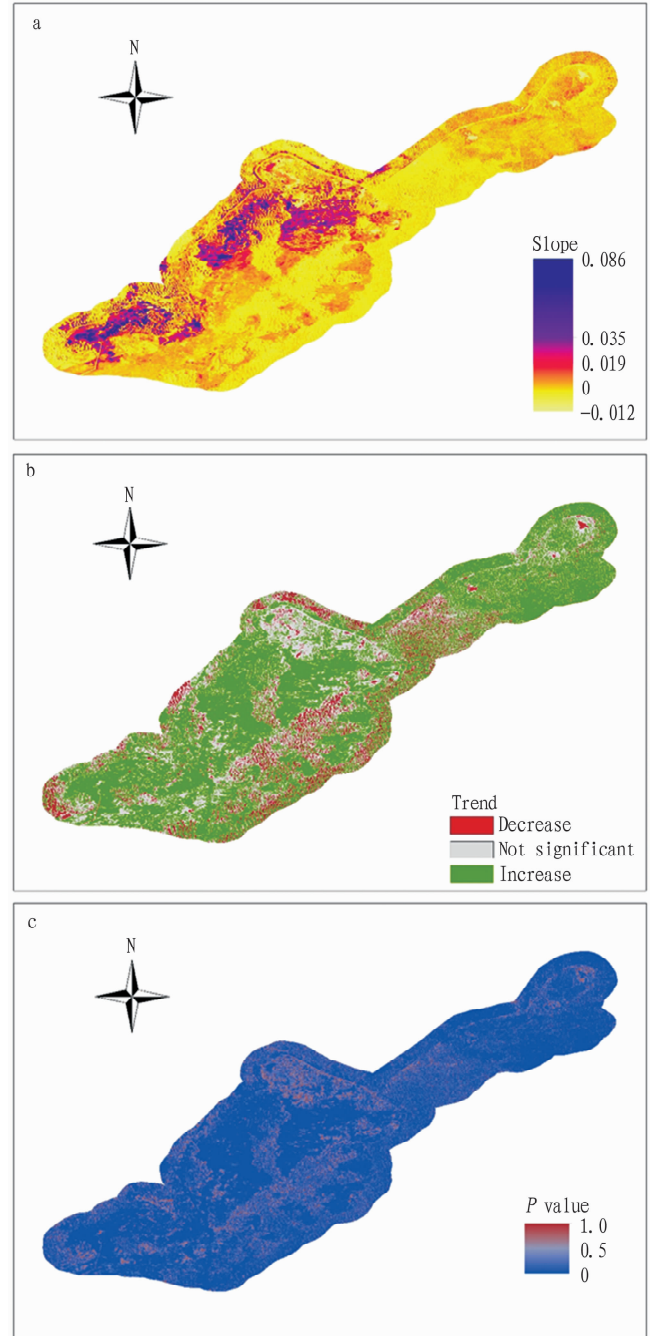 a
N
Slope
0.086
0.035
0.019
0
-0.012
b
N
Trend
Decrease
Not significant
Increase
c
N
P value
1.0
0.5
0